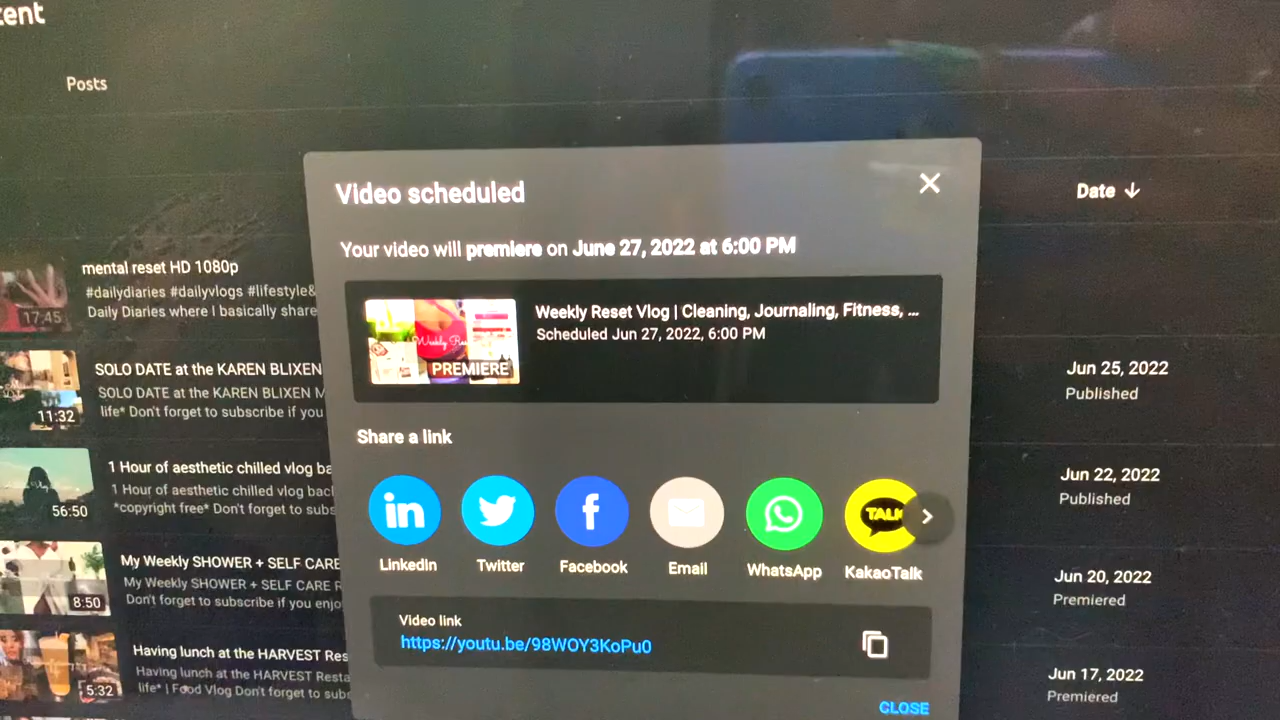 Posts
Video scheduled
Date
Your video will premiere on June 27, 2022 at 6:00 PM
PREMIERE
Weekly Reset Vlog | Cleaning, Journaling, Fitness, ...
Scheduled Jun 27, 2022, 6:00 PM
Share a link
LinkedIn
Twitter
Facebook
Email
WhatsApp
TALK
KakaoTalk
Video link
https://youtu.be/98WOY3KoPu0
CLOSE
mental reset HD 1080p
#dailydiaries #dailyvlogs #lifestyle&
Daily Diaries where I basically share
17:45
SOLO DATE at the KAREN BLIXEN
SOLO DATE at the KAREN BLIXEN M
life* Don't forget to subscribe if you
11:32
Jun 25, 2022
Published
1 Hour of aesthetic chilled vlog ba
1 Hour of aesthetic chilled vlog bac
*copyright free* Don't forget to subs
56:50
Jun 22, 2022
Published
My Weekly SHOWER + SELF CARE
My Weekly SHOWER + SELF CARE R
Don't forget to subscribe if you enjo
8:50
Jun 20, 2022
Premiered
Having lunch at the HARVEST Res
Having lunch at the HARVEST Resta
life* | Food Vlog Don't forget to subs
5:32
Jun 17, 2022
Premiered